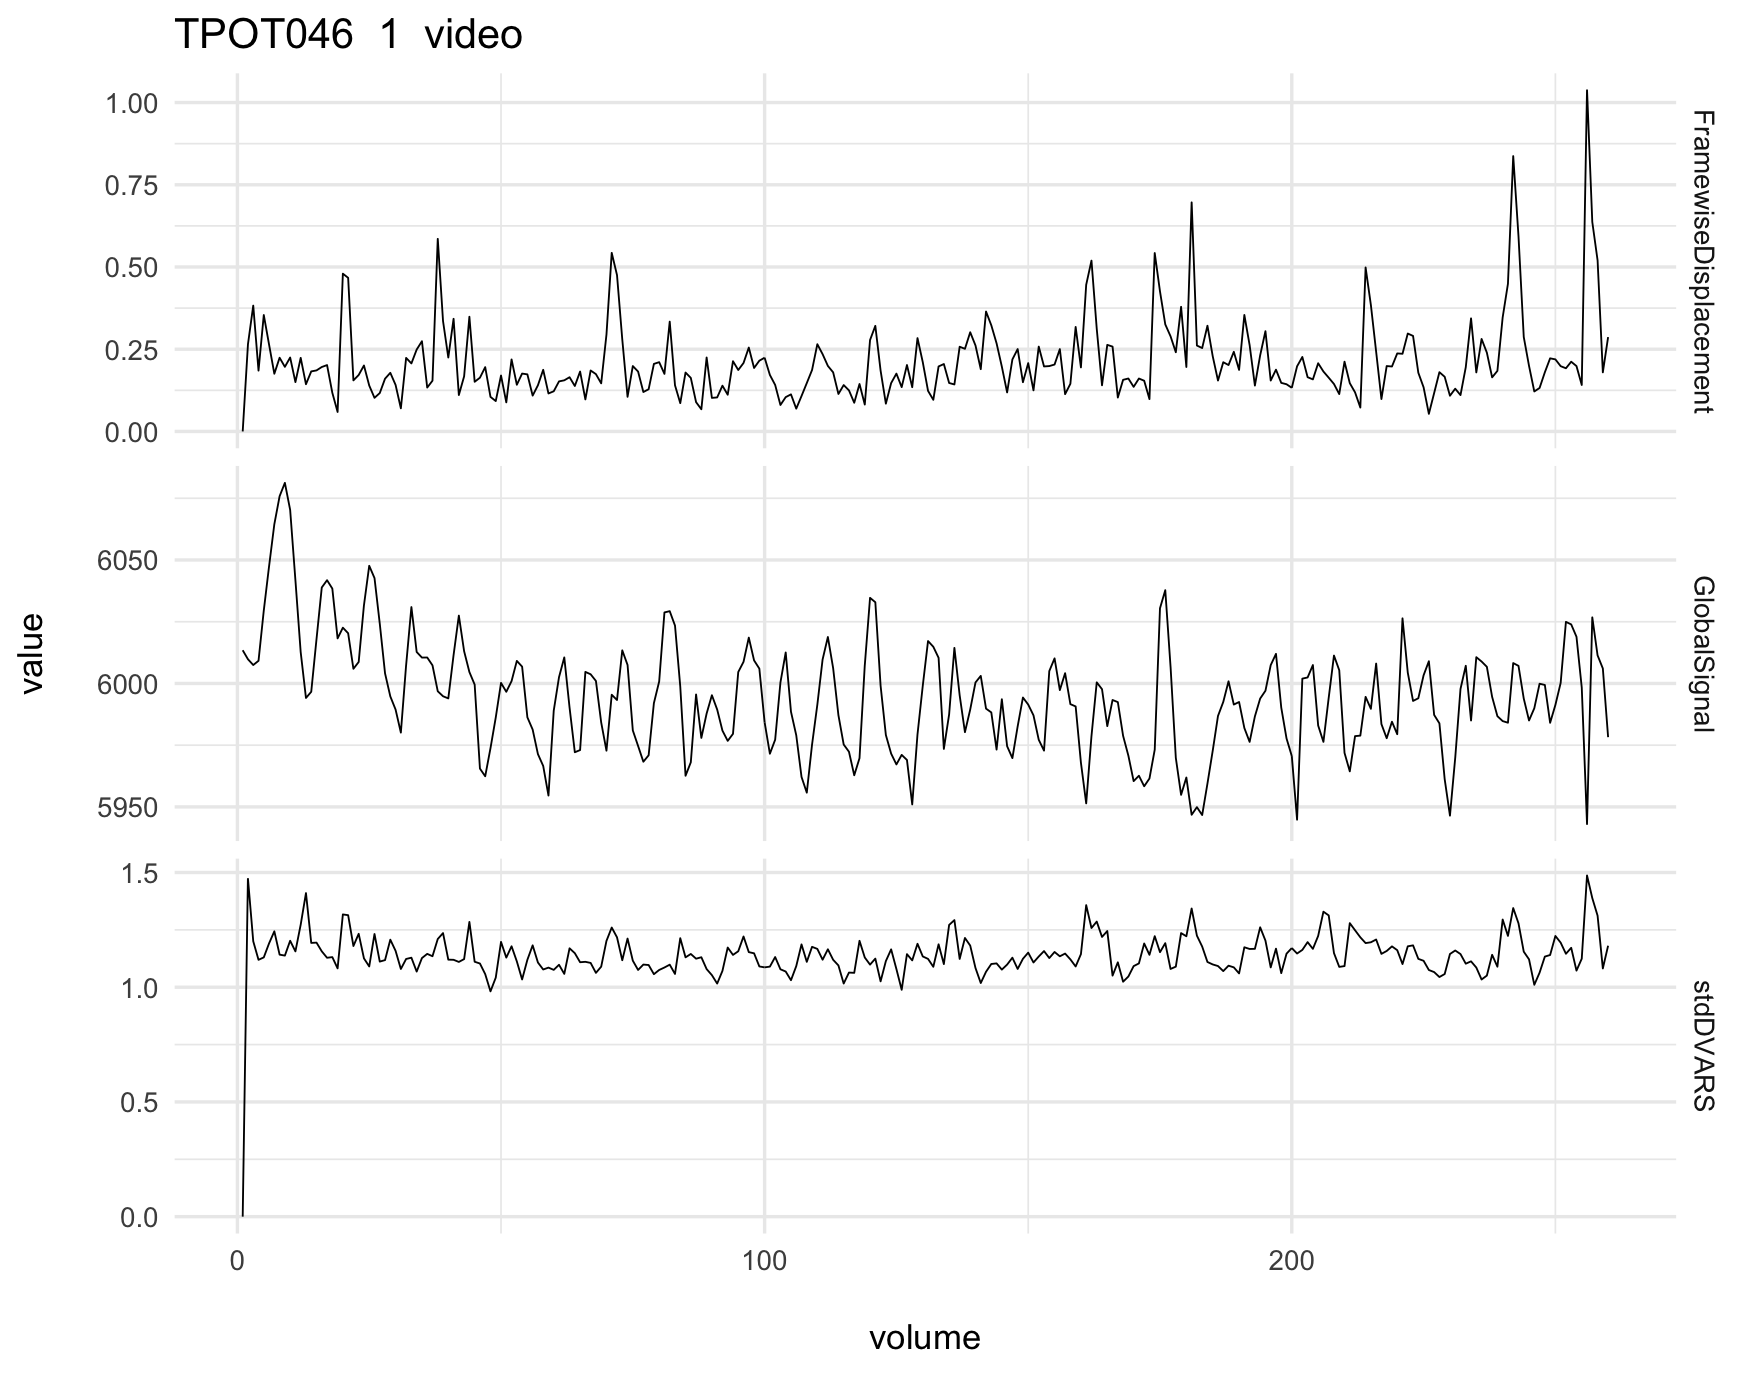 TPOT046  1  video
1.00
0.75
0.50
0.25
0.00
FramewiseDisplacement
6050
6000
5950
GlobalSignal
1.5
1.0
0.5
0.0
stdDVARS
value
0 100 200
volume